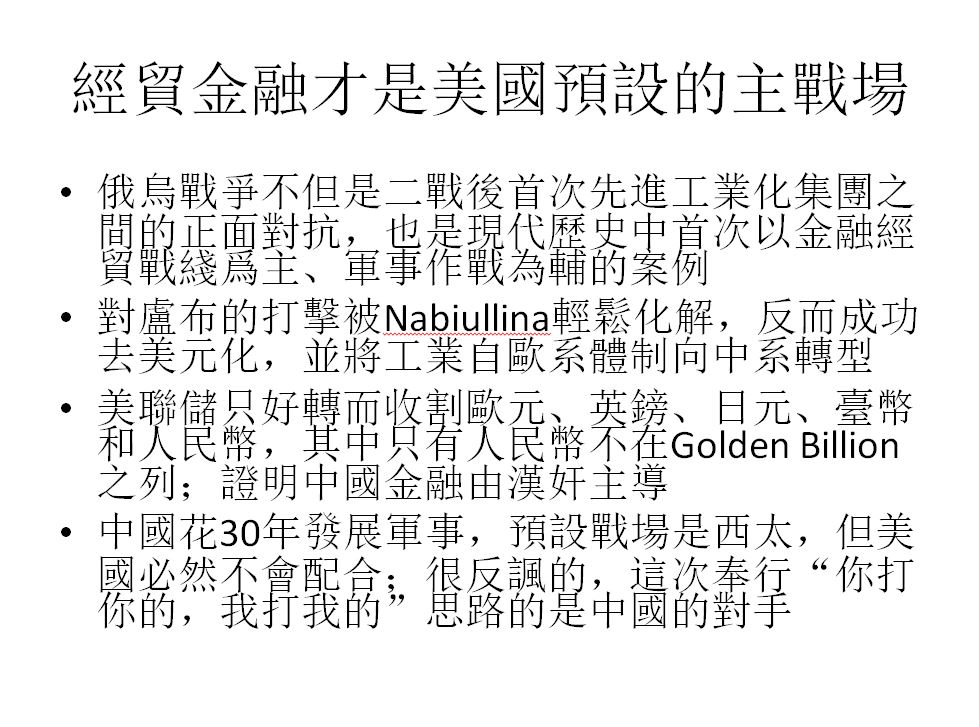 經貿金融才是美國預設的主戰場
• 俄烏戰爭不但是二戰後首次先進工業化集團之
間的正面對抗，也是現代歷史中首次以金融經
貿戰綫爲主、軍事作戰為輔的案例
• 對盧布的打擊被Nabiullina輕鬆化解，反而成功
去美元化，並將工業自歐系體制向中系轉型
• 美聯儲只好轉而收割歐元、英鎊、日元、臺幣
和人民幣，其中只有人民幣不在Golden Billion
之列；證明中國金融由漢奸主導
• 中國花30年發展軍事，預設戰場是西太，但美
國必然不會配合；很反諷的，這次奉行“你打
你的，我打我的”思路的是中國的對手